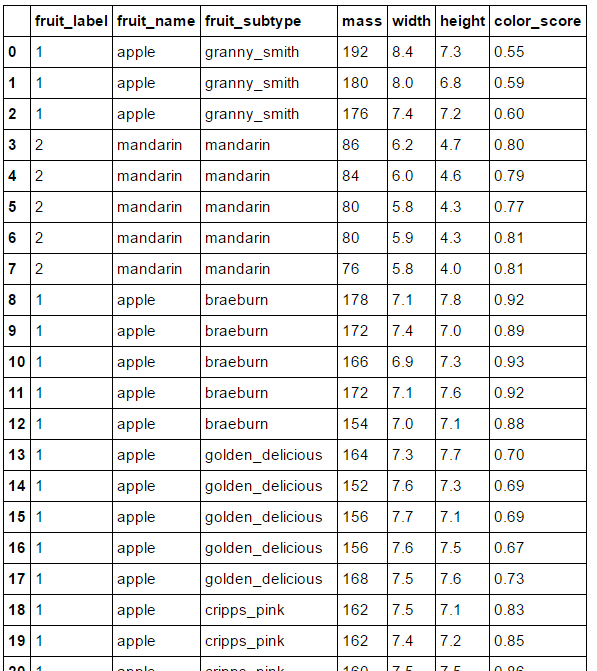 fruit_label fruit_name fruit_subtype mass width height color_score
0 1 apple granny_smith 192 8.4 7.3 0.55
1 1 apple granny_smith 180 8.0 6.8 0.59
2 1 apple granny_smith 176 7.4 7.2 0.60
3 2 mandarin mandarin 86 6.2 4.7 0.80
4 2 mandarin mandarin 84 6.0 4.6 0.79
5 2 mandarin mandarin 80 5.8 4.3 0.77
6 2 mandarin mandarin 80 5.9 4.3 0.81
7 2 mandarin mandarin 76 5.8 4.0 0.81
8 1 apple braeburn 178 7.1 7.8 0.92
9 1 apple braeburn 172 7.4 7.0 0.89
10 1 apple braeburn 166 6.9 7.3 0.93
11 1 apple braeburn 172 7.1 7.6 0.92
12 1 apple braeburn 154 7.0 7.1 0.88
13 1 apple golden_delicious 164 7.3 7.7 0.70
14 1 apple golden_delicious 152 7.6 7.3 0.69
15 1 apple golden_delicious 156 7.7 7.1 0.69
16 1 apple golden_delicious 156 7.6 7.5 0.67
17 1 apple golden_delicious 168 7.5 7.6 0.73
18 1 apple cripps_pink 162 7.5 7.1 0.83
19 1 apple cripps_pink 162 7.4 7.2 0.85
20 1 apple cripps_pink 160 7.5 7.5 0.86